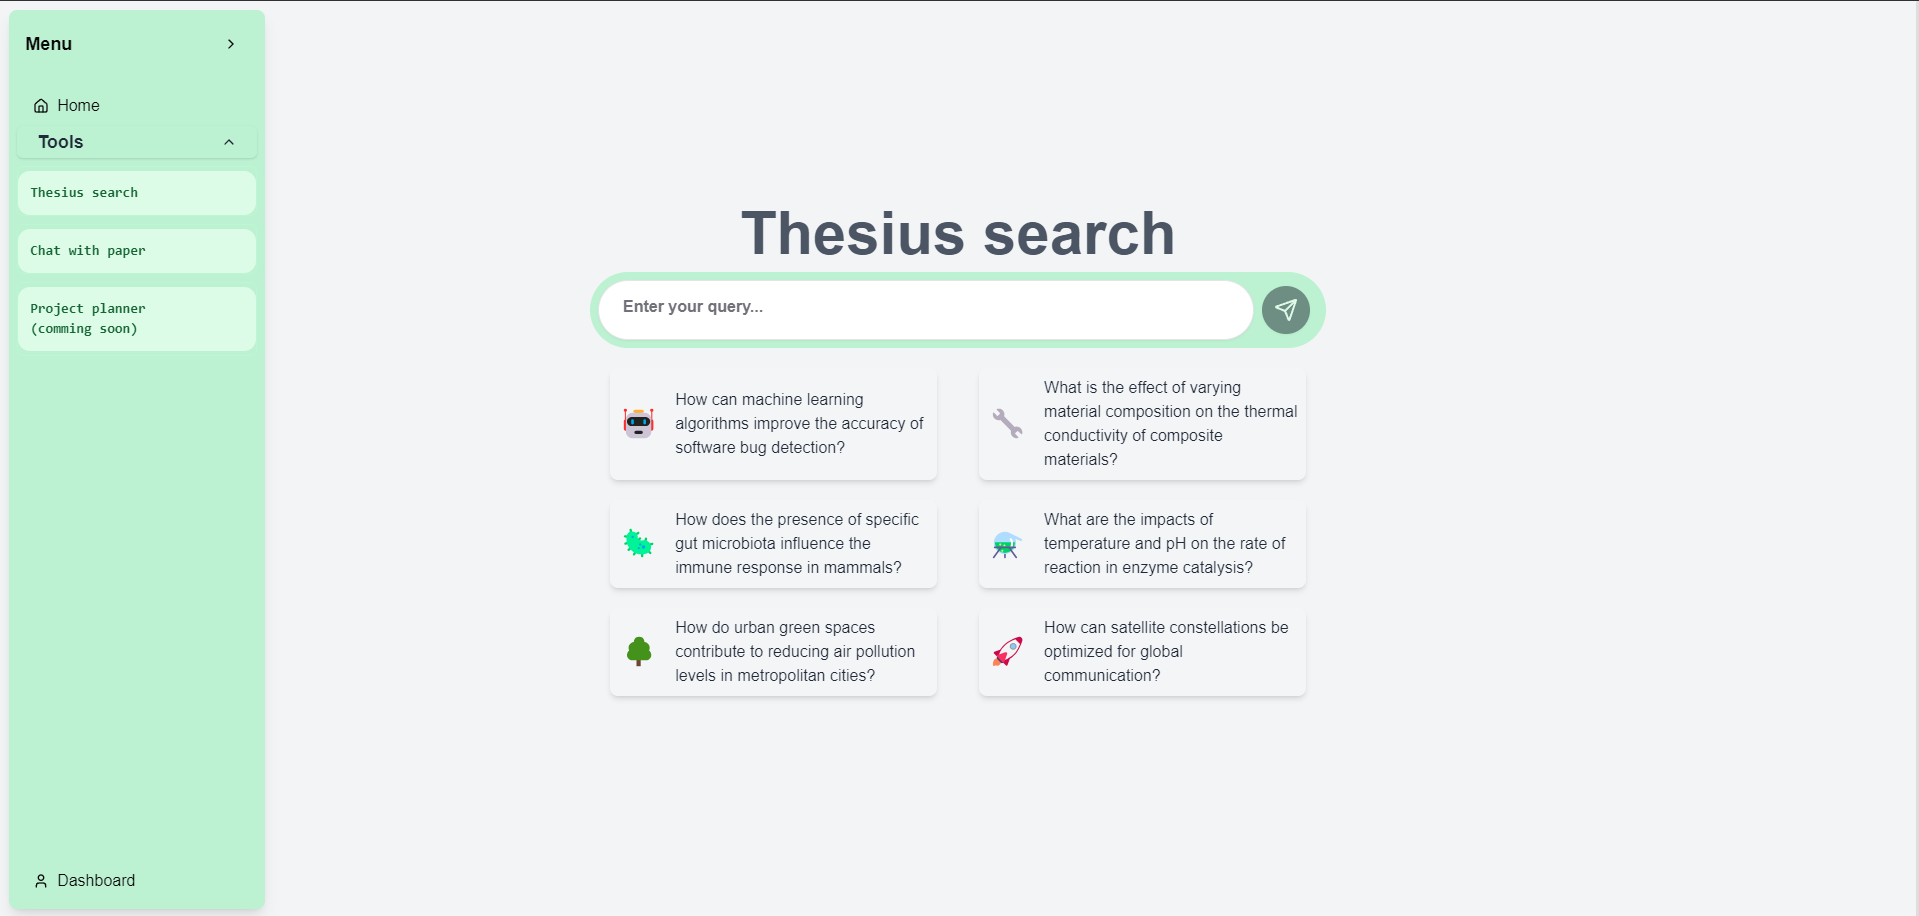 Menu
Home
Tools
Thesius search
Chat with paper
Project planner
(comming soon)
Dashboard
Thesius search
Enter your query...
How can machine learning
algorithms improve the accuracy of
software bug detection?
What is the effect of varying
material composition on the thermal
conductivity of composite
materials?
How does the presence of specific
gut microbiota influence the
immune response in mammals?
What are the impacts of
temperature and pH on the rate of
reaction in enzyme catalysis?
How do urban green spaces
contribute to reducing air pollution
levels in metropolitan cities?
How can satellite constellations be
optimized for global
communication?